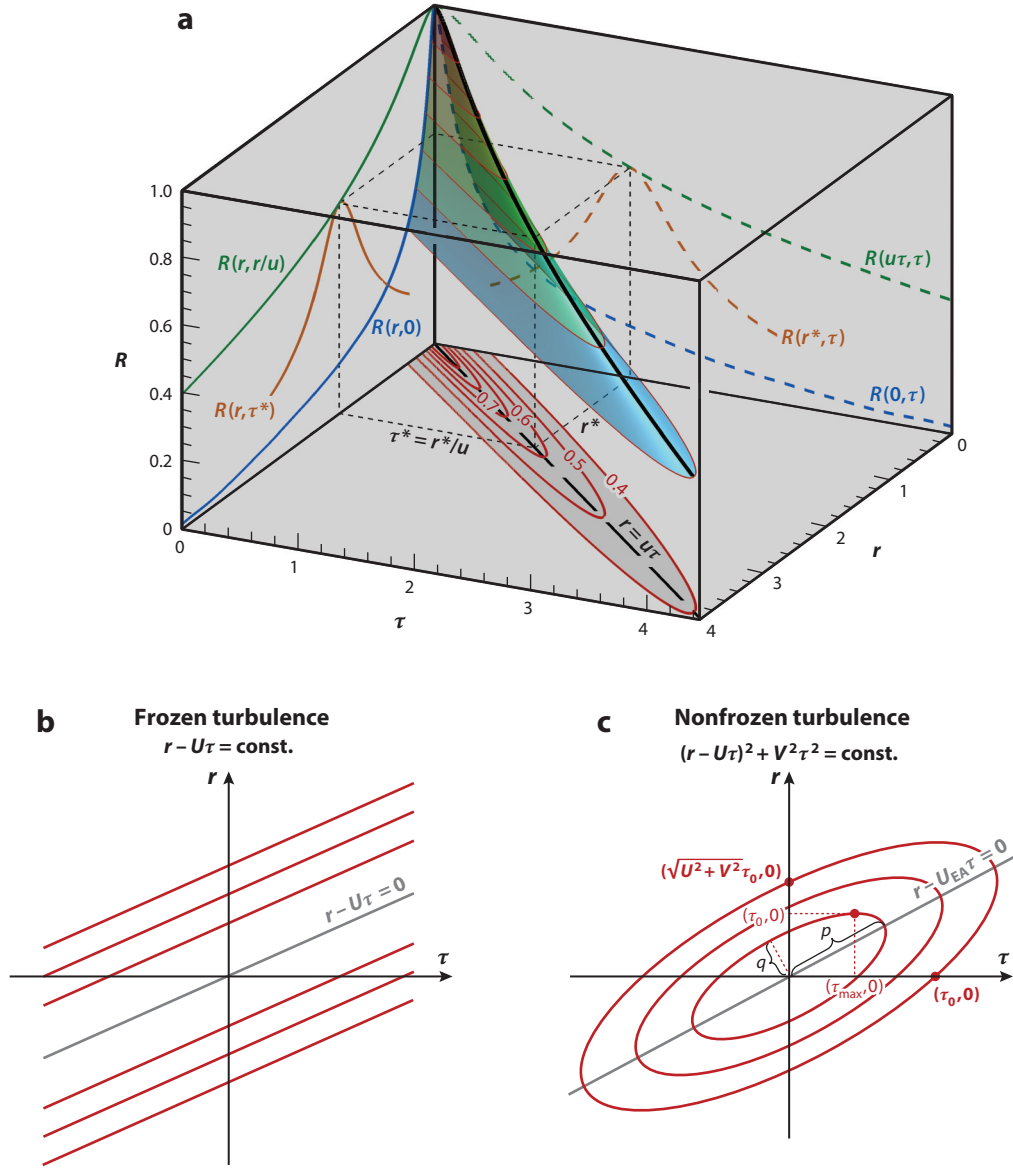 a
1.0
0.8
0.6
0.4
0.2
0
R
R(r,r/u)
R(r,0)
R(r,τ*)
R(uτ,τ)
R(r*,τ)
R(0,τ)
τ* = r*/u
r*
0.7
0.6
0.5
0.4
r = uτ
0
1
2
3
4
τ
4
3
2
1
0
r
b
Frozen turbulence
r – Uτ = const.
r
r – Uτ = 0
τ
c
Nonfrozen turbulence
(r – Uτ)² + V²τ² = const.
r
(√U² + V² τ₀,0)
r – U_EA τ = 0
(τ₀,0)
p
q
τ
(τ_max,0)
(τ₀,0)